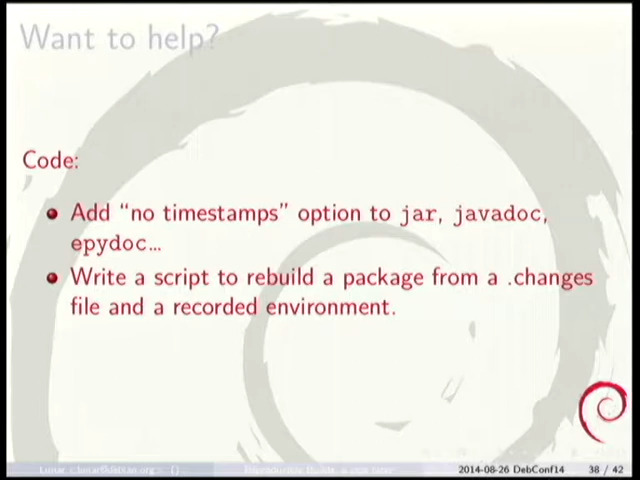 Want to help?
Code:
Add “no timestamps” option to jar, javadoc,
epydoc...
Write a script to rebuild a package from a .changes
file and a recorded environment.
2014-08-26 DebConf14 38 / 42